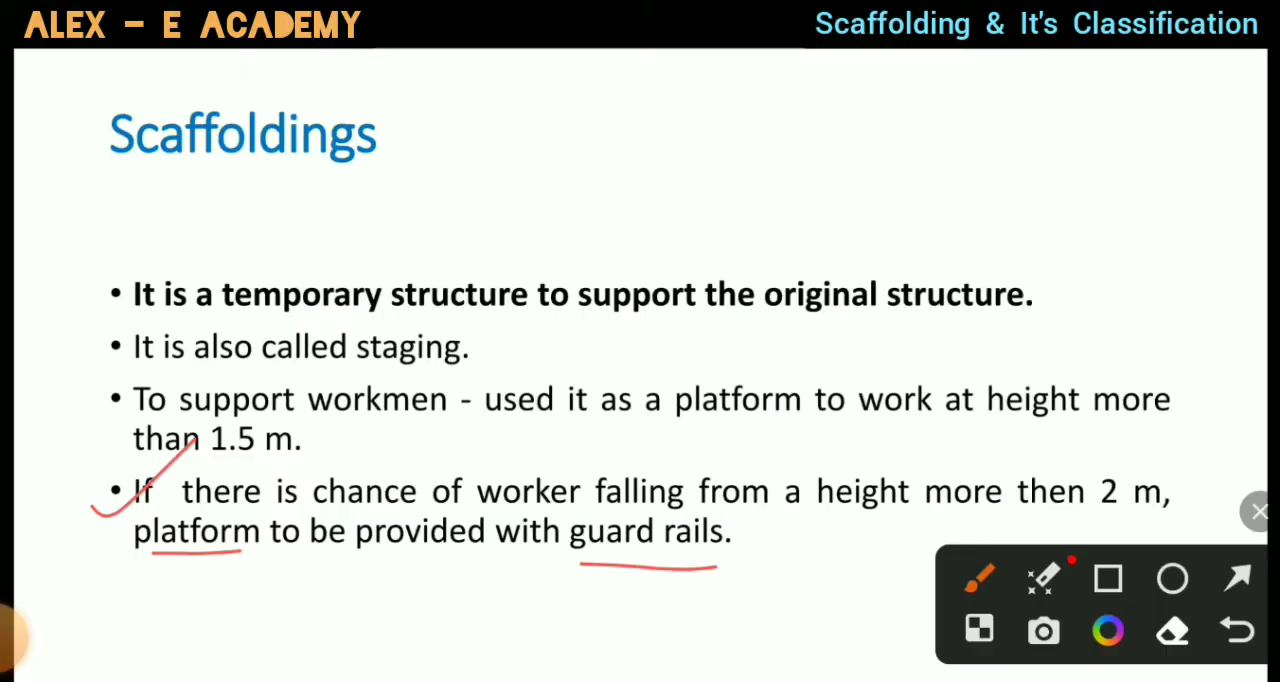 ALEX - E ACADEMY
Scaffolding & It's Classification
Scaffoldings
• It is a temporary structure to support the original structure.
• It is also called staging.
• To support workmen - used it as a platform to work at height more
than 1.5 m.
• If there is chance of worker falling from a height more then 2 m,
platform to be provided with guard rails.